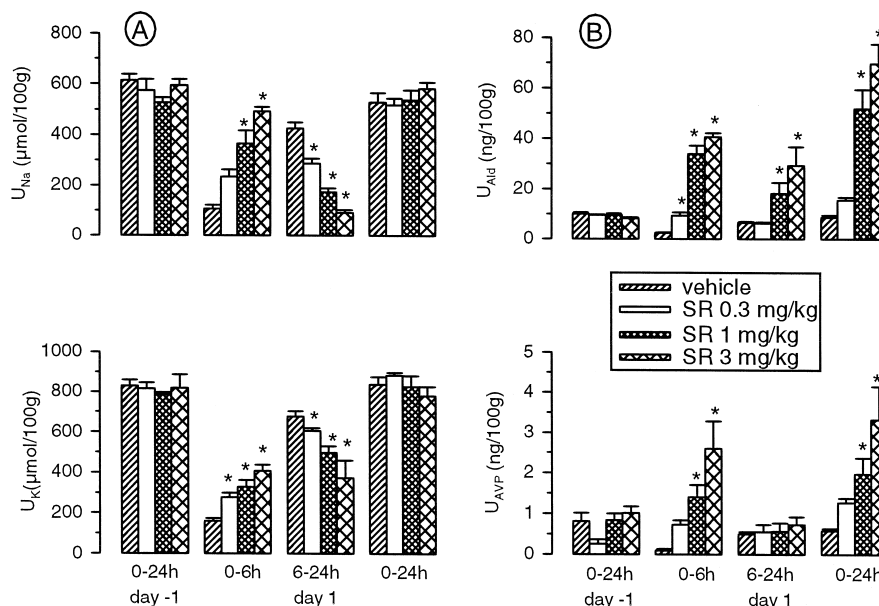 A
U_Na (µmol/100g)
800
600
400
200
0
*
*
*
*
*
B
U_Ald (ng/100g)
80
60
40
20
0
*
*
*
*
*
*
*
vehicle
SR 0.3 mg/kg
SR 1 mg/kg
SR 3 mg/kg
U_K(µmol/100g)
1000
800
600
400
200
0
*
*
*
*
*
*
0-24h
0-6h
6-24h
0-24h
day -1
day 1
U_AVP (ng/100g)
5
4
3
2
1
0
*
*
*
*
0-24h
0-6h
6-24h
0-24h
day -1
day 1